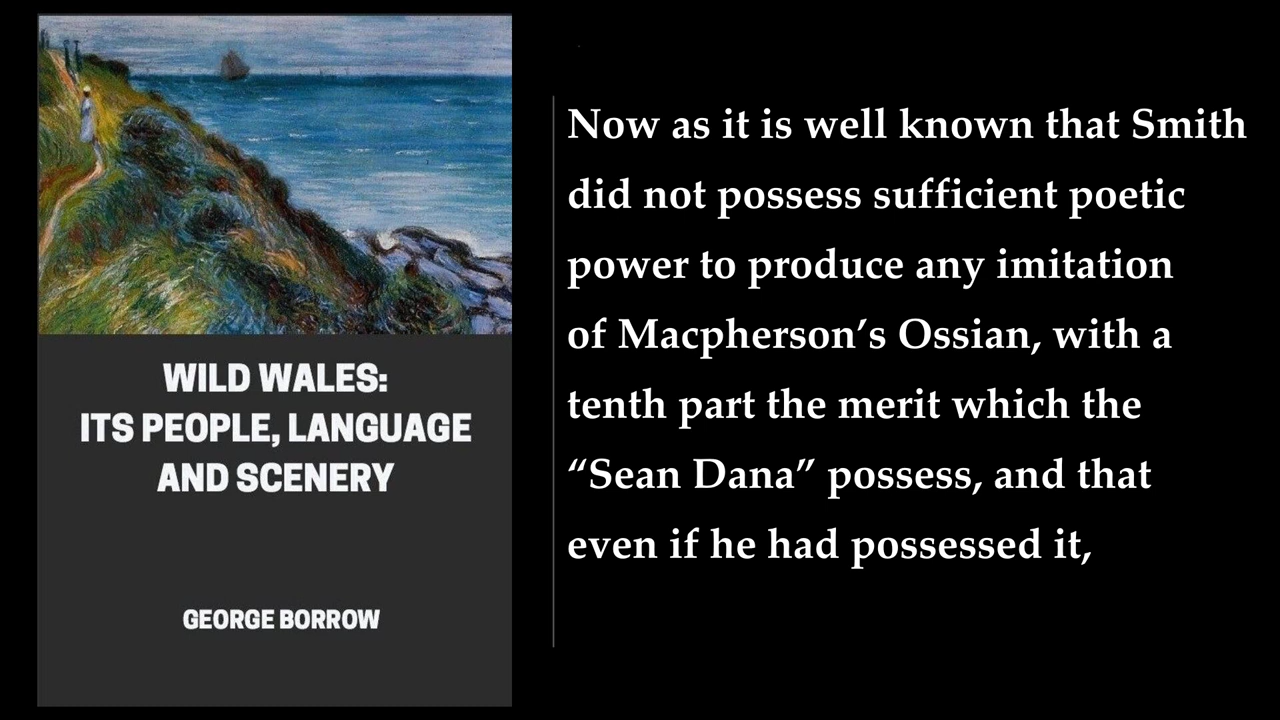 WILD WALES:
ITS PEOPLE, LANGUAGE
AND SCENERY
GEORGE BORROW
Now as it is well known that Smith
did not possess sufficient poetic
power to produce any imitation
of Macpherson’s Ossian, with a
tenth part the merit which the
“Sean Dana” possess, and that
even if he had possessed it,